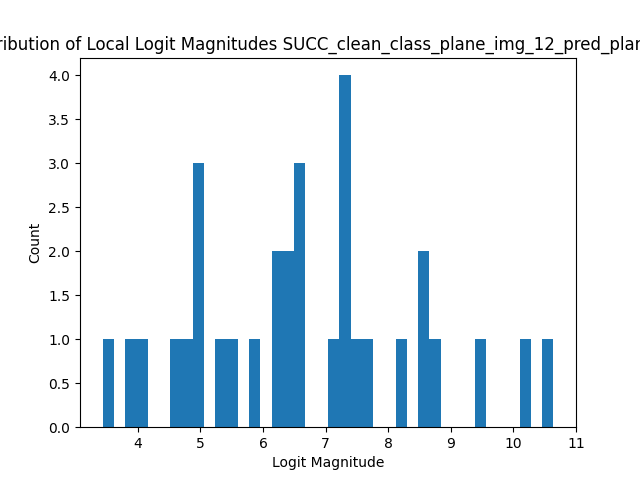 ribution of Local Logit Magnitudes SUCC_clean_class_plane_img_12_pred_plan
4.0
3.5
3.0
2.5
2.0
1.5
1.0
0.5
0.0
Count
4 5 6 7 8 9 10 11
Logit Magnitude